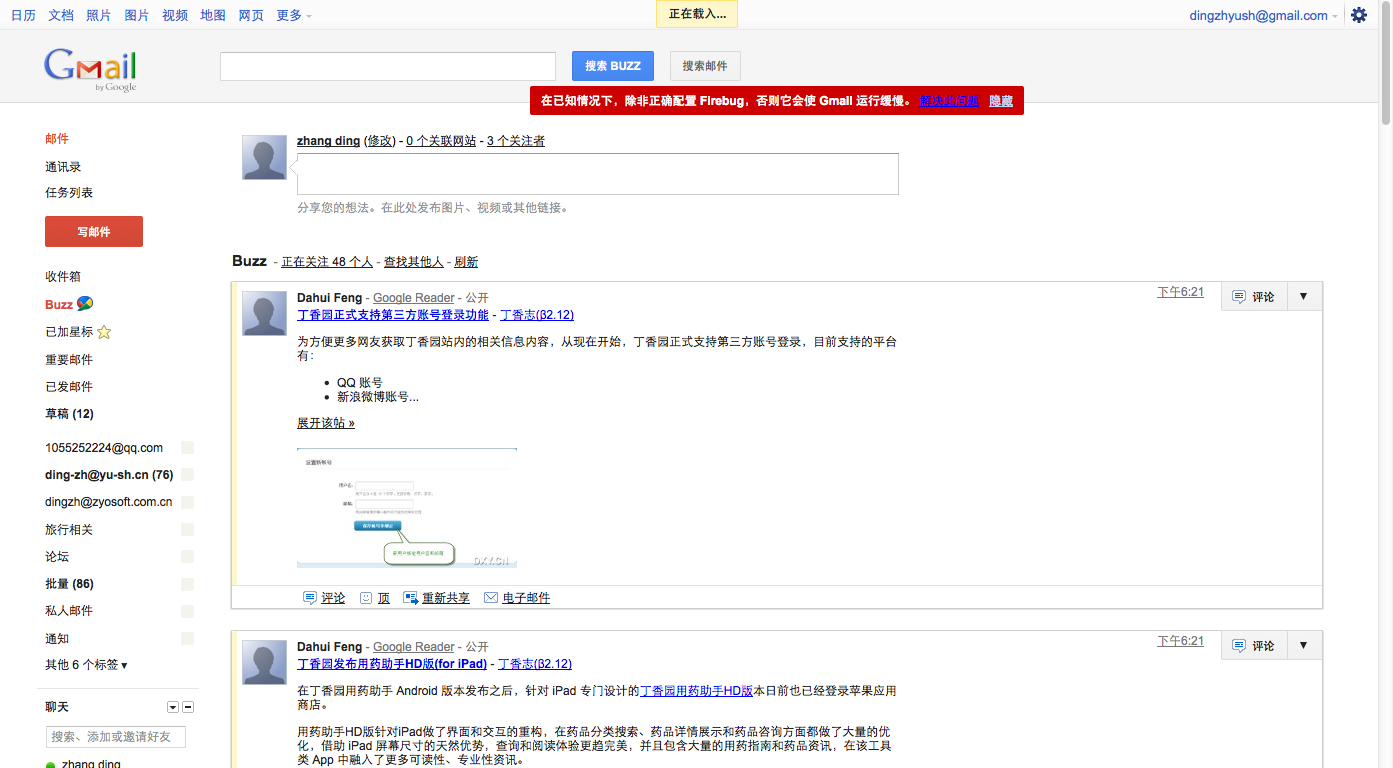 日历 文档 照片 图片 视频 地图 网页 更多
正在载入...
dingzhyush@gmail.com
Gmail
by Google
搜索 BUZZ
搜索邮件
在已知情况下，除非正确配置 Firebug，否则它会使 Gmail 运行缓慢。 解决此问题 隐藏
邮件
通讯录
任务列表
写邮件
收件箱
Buzz
已加星标
重要邮件
已发邮件
草稿 (12)
1055252224@qq.com
ding-zh@yu-sh.cn (76)
dingzh@zyosoft.com.cn
旅行相关
论坛
批量 (86)
私人邮件
通知
其他 6 个标签 ▾
聊天
搜索、添加或邀请好友
zhang ding
zhang ding (修改) - 0 个关联网站 - 3 个关注者
分享您的想法。在此处发布图片、视频或其他链接。
Buzz - 正在关注 48 个人 - 查找其他人 - 刷新
Dahui Feng - Google Reader - 公开
下午6:21
评论
丁香园正式支持第三方账号登录功能 - 丁香志(β2.12)
为方便更多网友获取丁香园站内的相关信息内容，从现在开始，丁香园正式支持第三方账号登录，目前支持的平台
有：
• QQ 账号
• 新浪微博账号...
展开该帖 »
设置新帐号
用户名:
邮箱:
DXY.CN
评论 顶 重新共享 电子邮件
Dahui Feng - Google Reader - 公开
下午6:21
评论
丁香园发布用药助手HD版(for iPad) - 丁香志(β2.12)
在丁香园用药助手 Android 版本发布之后，针对 iPad 专门设计的丁香园用药助手HD版本日前也已经登录苹果应用
商店。
用药助手HD版针对iPad做了界面和交互的重构，在药品分类搜索、药品详情展示和药品咨询方面都做了大量的优
化，借助 iPad 屏幕尺寸的天然优势，查询和阅读体验更趋完美，并且包含大量的用药指南和药品资讯，在该工具
类 App 中融入了更多可读性、专业性资讯。